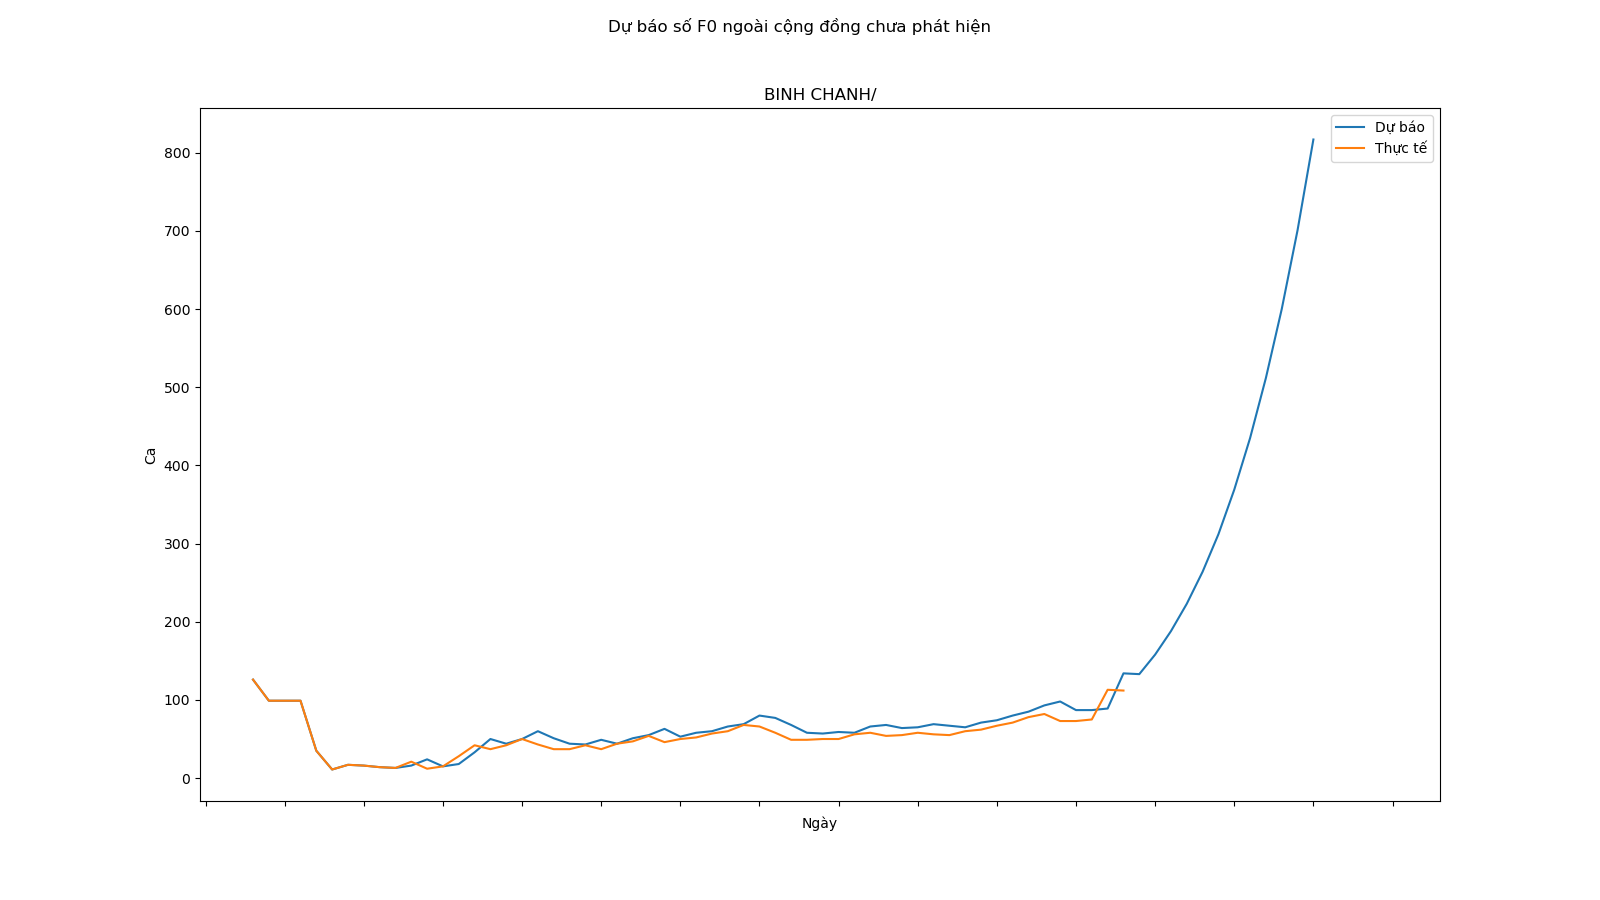 Dự báo số F0 ngoài cộng đồng chưa phát hiện
BINH CHANH/
Dự báo
Thực tế
800
700
600
500
400
300
200
100
0
Ca
Ngày